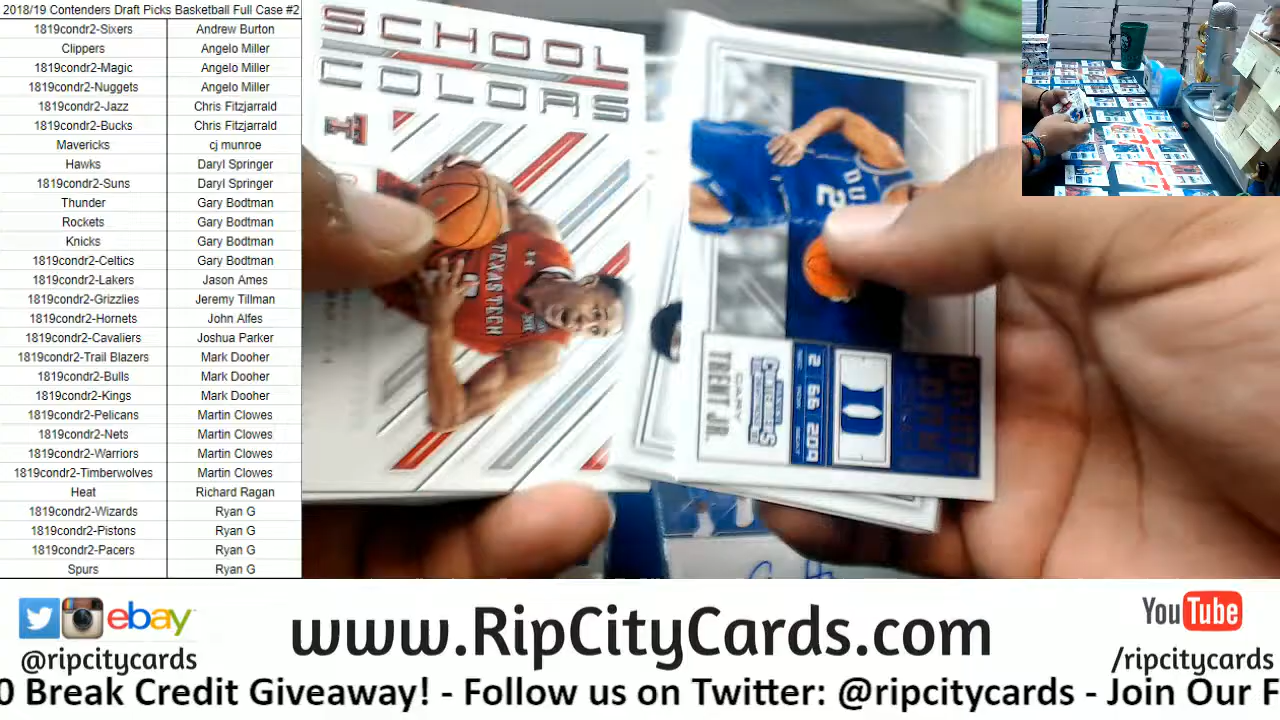 2018/19 Contenders Draft Picks Basketball Full Case #2
1819condr2-Sixers Andrew Burton
Clippers Angelo Miller
1819condr2-Magic Angelo Miller
1819condr2-Nuggets Angelo Miller
1819condr2-Jazz Chris Fitzjarrald
1819condr2-Bucks Chris Fitzjarrald
Mavericks cj munroe
Hawks Daryl Springer
1819condr2-Suns Daryl Springer
Thunder Gary Bodtman
Rockets Gary Bodtman
Knicks Gary Bodtman
1819condr2-Celtics Gary Bodtman
1819condr2-Lakers Jason Ames
1819condr2-Grizzlies Jeremy Tillman
1819condr2-Hornets John Alfes
1819condr2-Cavaliers Joshua Parker
1819condr2-Trail Blazers Mark Dooher
1819condr2-Bulls Mark Dooher
1819condr2-Kings Mark Dooher
1819condr2-Pelicans Martin Clowes
1819condr2-Nets Martin Clowes
1819condr2-Warriors Martin Clowes
1819condr2-Timberwolves Martin Clowes
Heat Richard Ragan
1819condr2-Wizards Ryan G
1819condr2-Pistons Ryan G
1819condr2-Pacers Ryan G
Spurs Ryan G
SCHOOL
COLORS
TEXAS TECH
DU
2
GARY
TRENT JR.
2 66 209
ebay
@ripcitycards
www.RipCityCards.com
YouTube
/ripcitycards
0 Break Credit Giveaway! - Follow us on Twitter: @ripcitycards - Join Our F